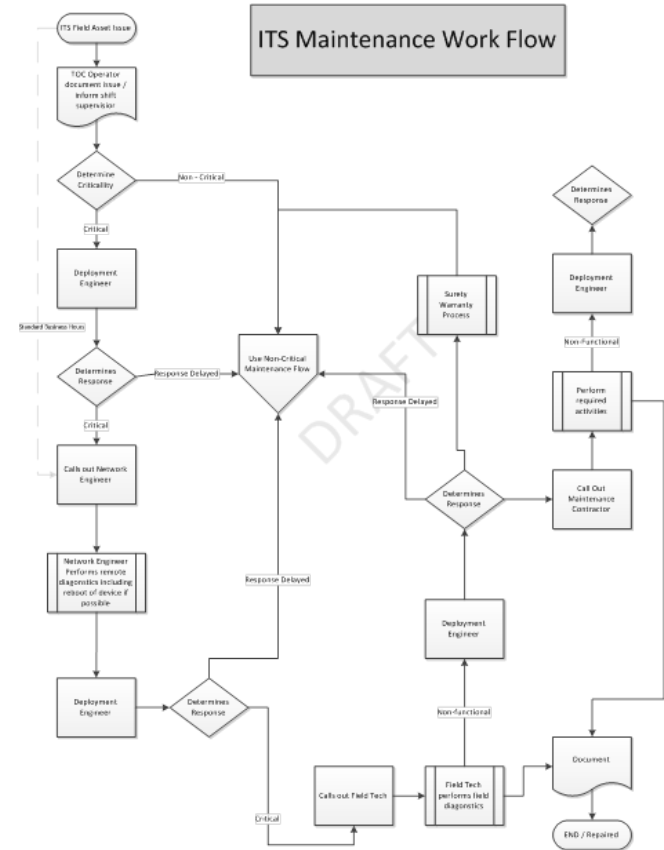 ITS Maintenance Work Flow
ITS Field Asset Issue
TOC Operator
document issue /
inform shift
supervisior
Determine
Criticallity
Non - Critical
Critical
Deployment
Engineer
Standard Business Hours
Determines
Response
Response Delayed
Critical
Calls out Network
Engineer
Network Engineer
Performs remote
diagonstics including
reboot of device if
possible
Deployment
Engineer
Determines
Response
Response Delayed
Critical
Use Non-Critical
Maintenance Flow
Calls out Field Tech
Field Tech
performs field
diagonstics
Non-functional
Deployment
Engineer
Determines
Response
Response Delayed
Surety
Warranty
Process
Call Out
Maintenance
Contractor
Perform
required
activities
Non-Functional
Deployment
Engineer
Determines
Response
Document
END / Repaired
DRAFT